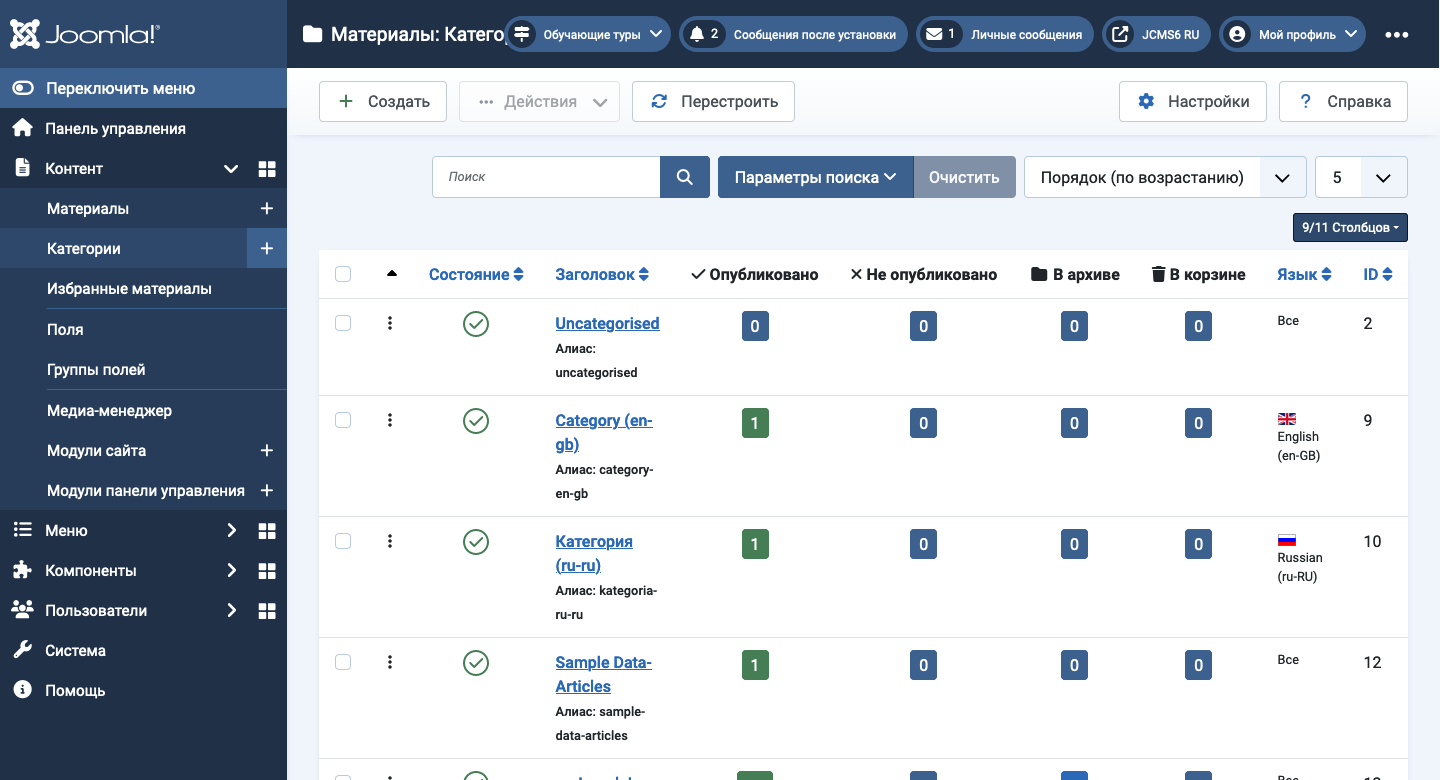 Joomla!
Материалы: Катего
Обучающие туры
2 Сообщения после установки
1 Личные сообщения
JCMS6 RU
Мой профиль
Переключить меню
Панель управления
Контент
Материалы
Категории
Избранные материалы
Поля
Группы полей
Медиа-менеджер
Модули сайта
Модули панели управления
Меню
Компоненты
Пользователи
Система
Помощь
Создать
Действия
Перестроить
Настройки
? Справка
Поиск
Параметры поиска
Очистить
Порядок (по возрастанию)
5
9/11 Столбцов
Состояние Заголовок Опубликовано Не опубликовано В архиве В корзине Язык ID
Uncategorised 0 0 0 0 Все 2
Алиас:
uncategorised
Category (en- 1 0 0 0 9
gb) English
Алиас: category- (en-GB)
en-gb
Категория 1 0 0 0 10
(ru-ru) Russian
Алиас: kategoria- (ru-RU)
ru-ru
Sample Data- 1 0 0 0 Все 12
Articles
Алиас: sample-
data-articles